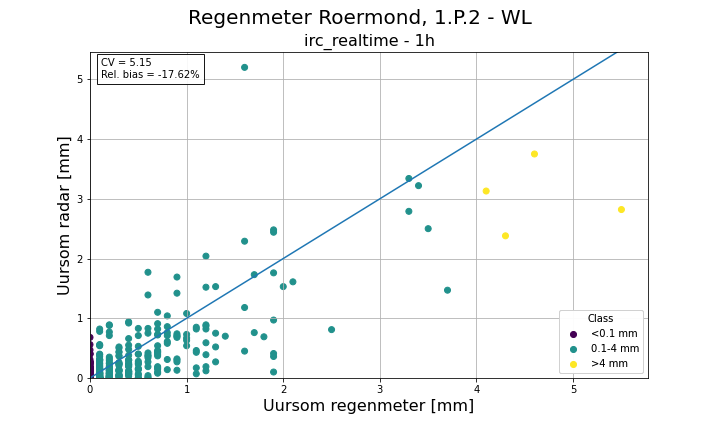 Regenmeter Roermond, 1.P.2 - WL
irc_realtime - 1h
CV = 5.15
Rel. bias = -17.62%
Uursom radar [mm]
5
4
3
2
1
0
0 1 2 3 4 5
Uursom regenmeter [mm]
Class
<0.1 mm
0.1-4 mm
>4 mm